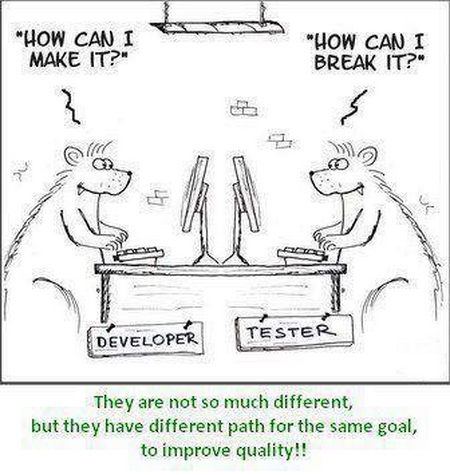 "HOW CAN I
MAKE IT?"
"HOW CAN I
BREAK IT?"
DEVELOPER
TESTER
They are not so much different,
but they have different path for the same goal,
to improve quality!!